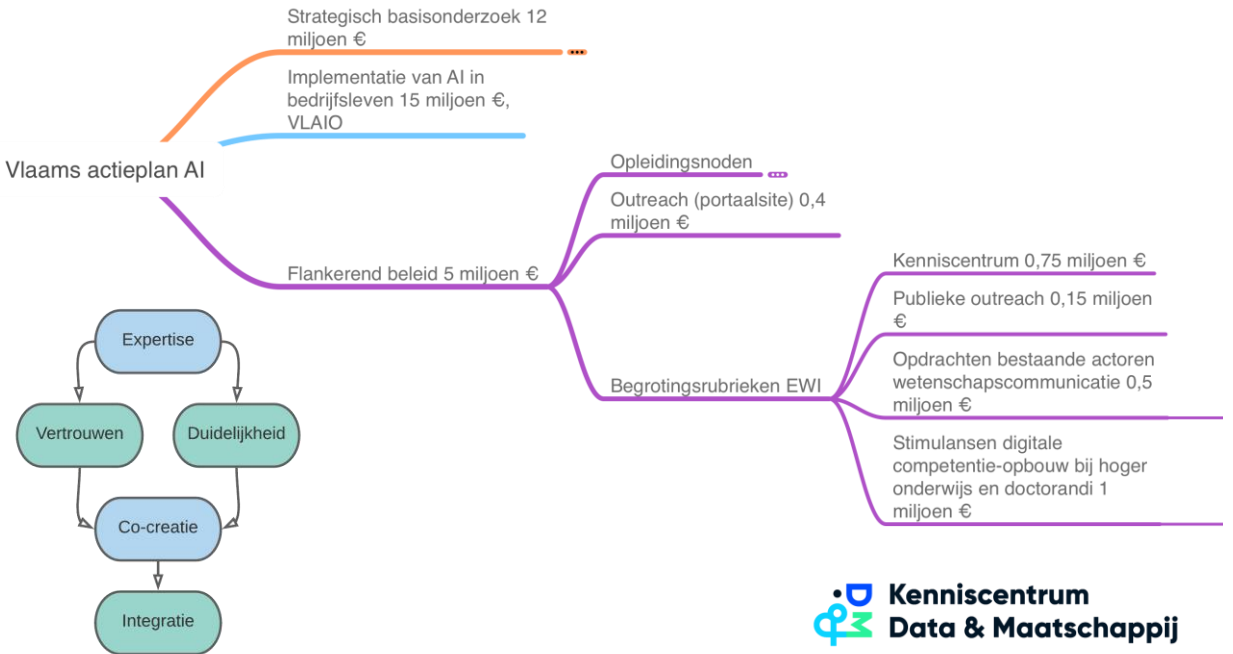 Strategisch basisonderzoek 12
miljoen €
Implementatie van AI in
bedrijfsleven 15 miljoen €,
VLAIO
Vlaams actieplan AI
Flankerend beleid 5 miljoen €
Opleidingsnoden
Outreach (portaalsite) 0,4
miljoen €
Begrotingsrubrieken EWI
Kenniscentrum 0,75 miljoen €
Publieke outreach 0,15 miljoen
€
Opdrachten bestaande actoren
wetenschapscommunicatie 0,5
miljoen €
Stimulansen digitale
competentie-opbouw bij hoger
onderwijs en doctorandi 1
miljoen €
Expertise
Vertrouwen
Duidelijkheid
Co-creatie
Integratie
Kenniscentrum
Data & Maatschappij